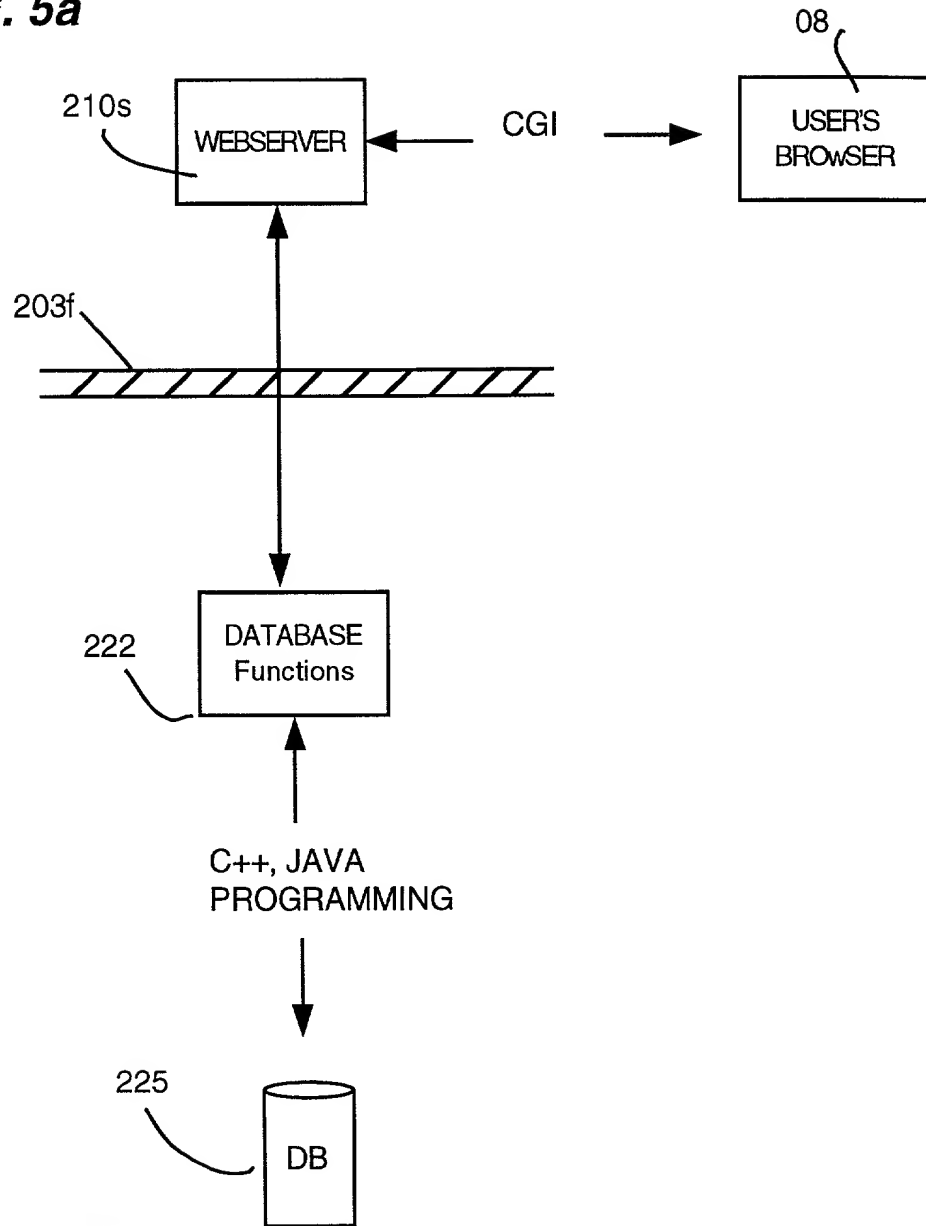 . 5a
08
210s
WEBSERVER
CGI
USER'S
BROwSER
203f
222
DATABASE
Functions
C++, JAVA
PROGRAMMING
225
DB